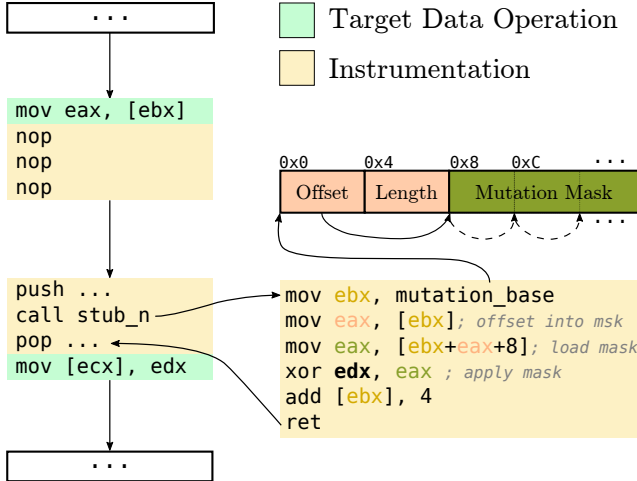 ...
Target Data Operation
Instrumentation
mov eax, [ebx]
nop
nop
nop
0x0 0x4 0x8 0xC ...
Offset Length Mutation Mask
...
push ...
call stub_n
pop ...
mov [ecx], edx
mov ebx, mutation_base
mov eax, [ebx]; offset into msk
mov eax, [ebx+eax+8]; load mask
xor edx, eax ; apply mask
add [ebx], 4
ret
...